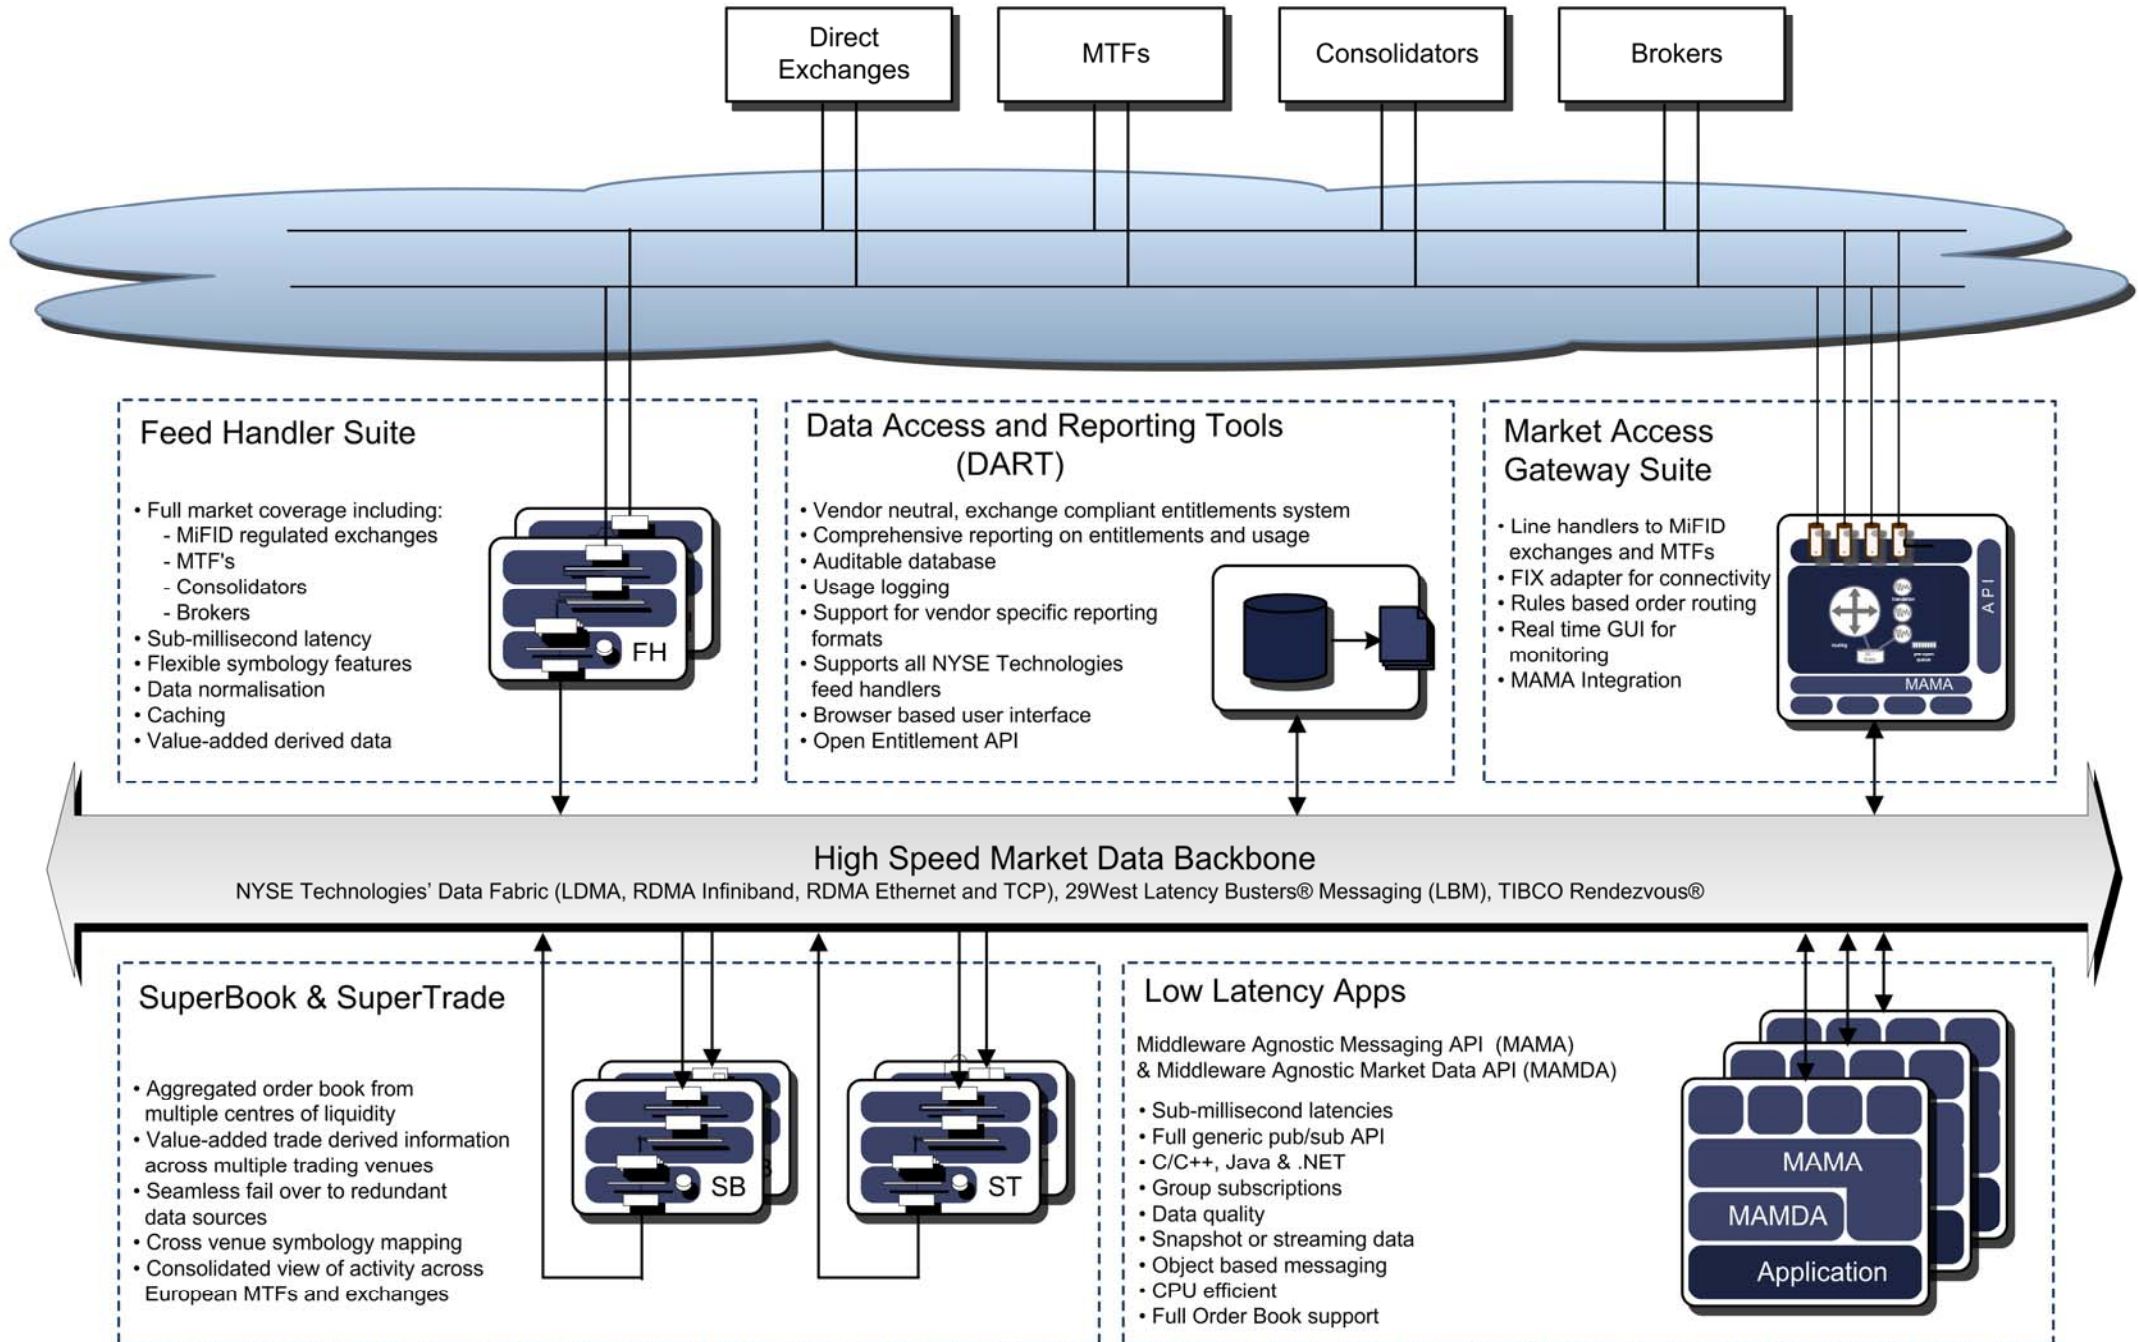 Direct
Exchanges
MTFs
Consolidators
Brokers
Feed Handler Suite
• Full market coverage including:
- MiFID regulated exchanges
- MTF's
- Consolidators
- Brokers
• Sub-millisecond latency
• Flexible symbology features
• Data normalisation
• Caching
• Value-added derived data
FH
Data Access and Reporting Tools
(DART)
• Vendor neutral, exchange compliant entitlements system
• Comprehensive reporting on entitlements and usage
• Auditable database
• Usage logging
• Support for vendor specific reporting
formats
• Supports all NYSE Technologies
feed handlers
• Browser based user interface
• Open Entitlement API
Market Access
Gateway Suite
• Line handlers to MiFID
exchanges and MTFs
• FIX adapter for connectivity
• Rules based order routing
• Real time GUI for
monitoring
• MAMA Integration
API
MAMA
High Speed Market Data Backbone
NYSE Technologies’ Data Fabric (LDMA, RDMA Infiniband, RDMA Ethernet and TCP), 29West Latency Busters® Messaging (LBM), TIBCO Rendezvous®
SuperBook & SuperTrade
• Aggregated order book from
multiple centres of liquidity
• Value-added trade derived information
across multiple trading venues
• Seamless fail over to redundant
data sources
• Cross venue symbology mapping
• Consolidated view of activity across
European MTFs and exchanges
SB
ST
Low Latency Apps
Middleware Agnostic Messaging API (MAMA)
& Middleware Agnostic Market Data API (MAMDA)
• Sub-millisecond latencies
• Full generic pub/sub API
• C/C++, Java & .NET
• Group subscriptions
• Data quality
• Snapshot or streaming data
• Object based messaging
• CPU efficient
• Full Order Book support
MAMA
MAMDA
Application